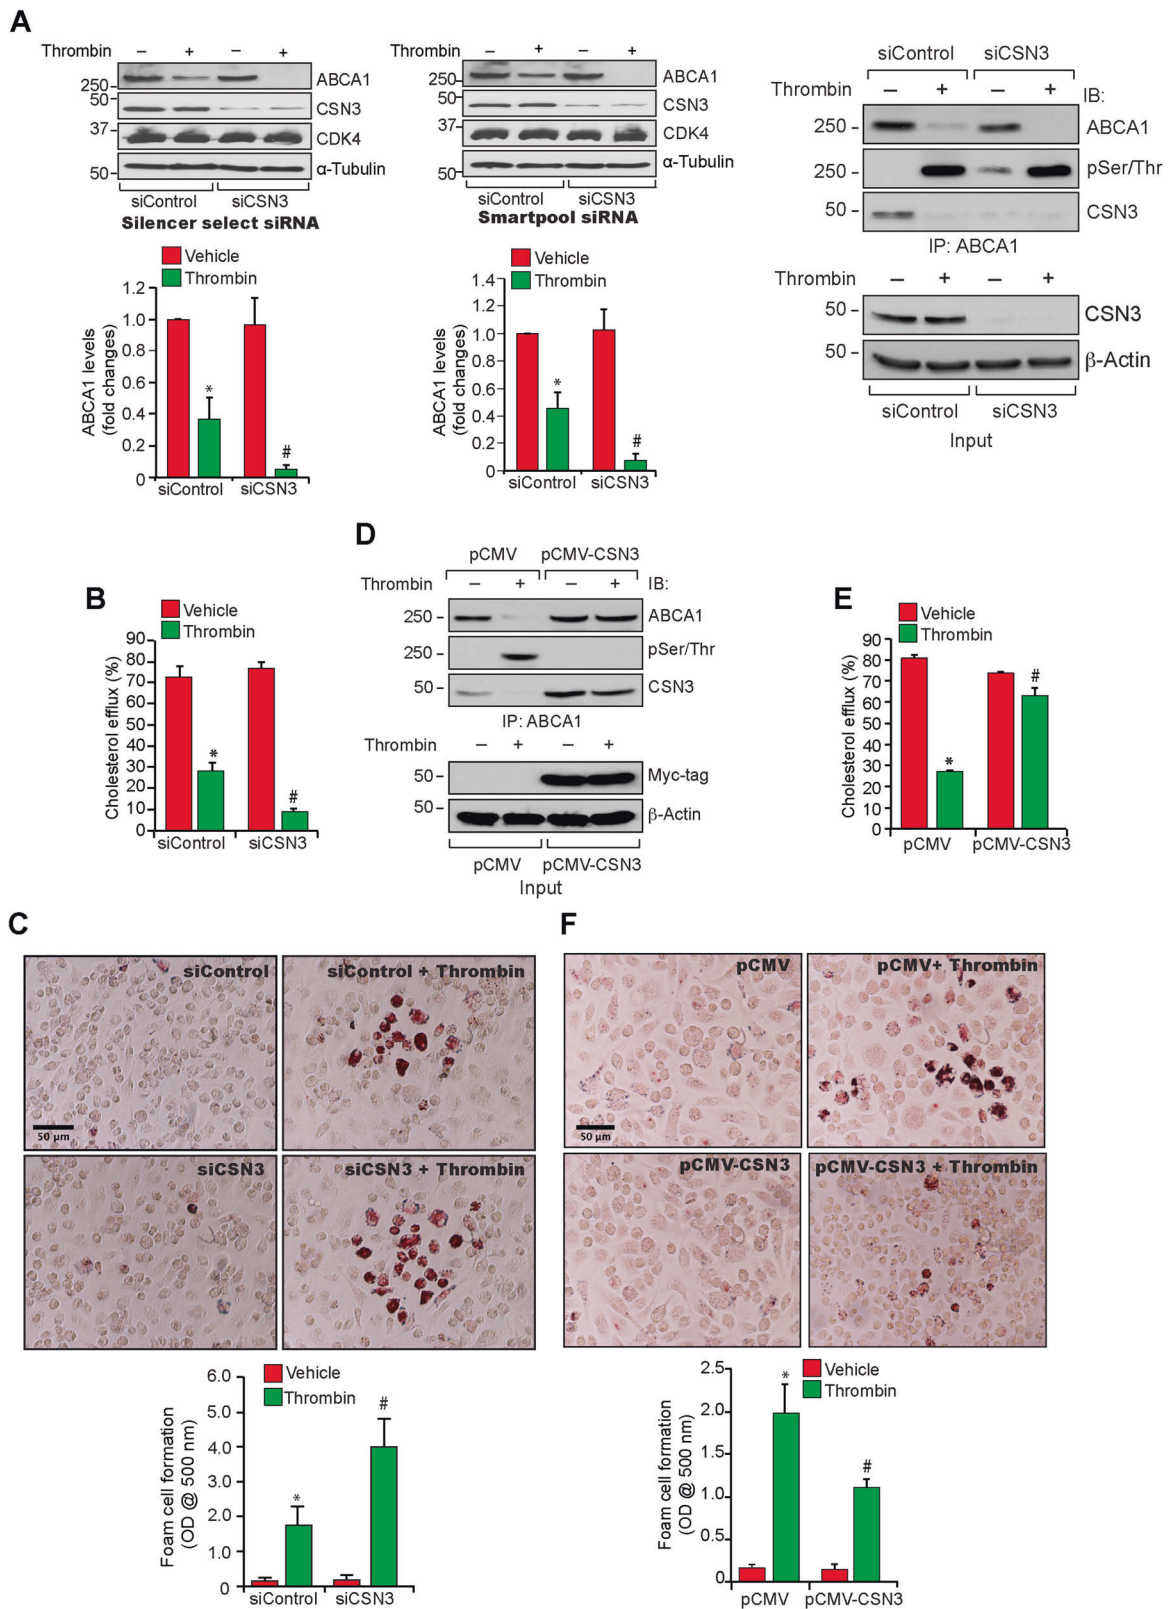 A
Thrombin – + – +
250 ABCA1
50 CSN3
37 CDK4
50 α-Tubulin
siControl siCSN3
Silencer select siRNA
Vehicle
Thrombin
ABCA1 levels
(fold changes)
1.2
1.0
0.8
0.6
0.4
0.2
0
*
#
siControl siCSN3
Thrombin – + – +
250 ABCA1
50 CSN3
37 CDK4
50 α-Tubulin
siControl siCSN3
Smartpool siRNA
Vehicle
Thrombin
ABCA1 levels
(fold changes)
1.4
1.2
1.0
0.8
0.6
0.4
0.2
0
*
#
siControl siCSN3
siControl siCSN3
Thrombin – + – + IB:
250 ABCA1
250 pSer/Thr
50 CSN3
IP: ABCA1
Thrombin – + – +
50 CSN3
50 β-Actin
siControl siCSN3
Input
B
Vehicle
Thrombin
Cholesterol efflux (%)
90
80
70
60
50
40
30
20
10
0
*
#
siControl siCSN3
D
pCMV pCMV-CSN3
Thrombin – + – + IB:
250 ABCA1
250 pSer/Thr
50 CSN3
IP: ABCA1
Thrombin – + – +
50 Myc-tag
50 β-Actin
pCMV pCMV-CSN3
Input
E
Vehicle
Thrombin
Cholesterol efflux (%)
90
80
70
60
50
40
30
20
10
0
*
#
pCMV pCMV-CSN3
C
siControl
siControl + Thrombin
50 µm
siCSN3
siCSN3 + Thrombin
Vehicle
Thrombin
Foam cell formation
(OD @ 500 nm)
6.0
5.0
4.0
3.0
2.0
1.0
0
*
#
siControl siCSN3
F
pCMV
pCMV+ Thrombin
50 µm
pCMV-CSN3
pCMV-CSN3 + Thrombin
Vehicle
Thrombin
Foam cell formation
(OD @ 500 nm)
2.5
2.0
1.5
1.0
0.5
0
*
#
pCMV pCMV-CSN3